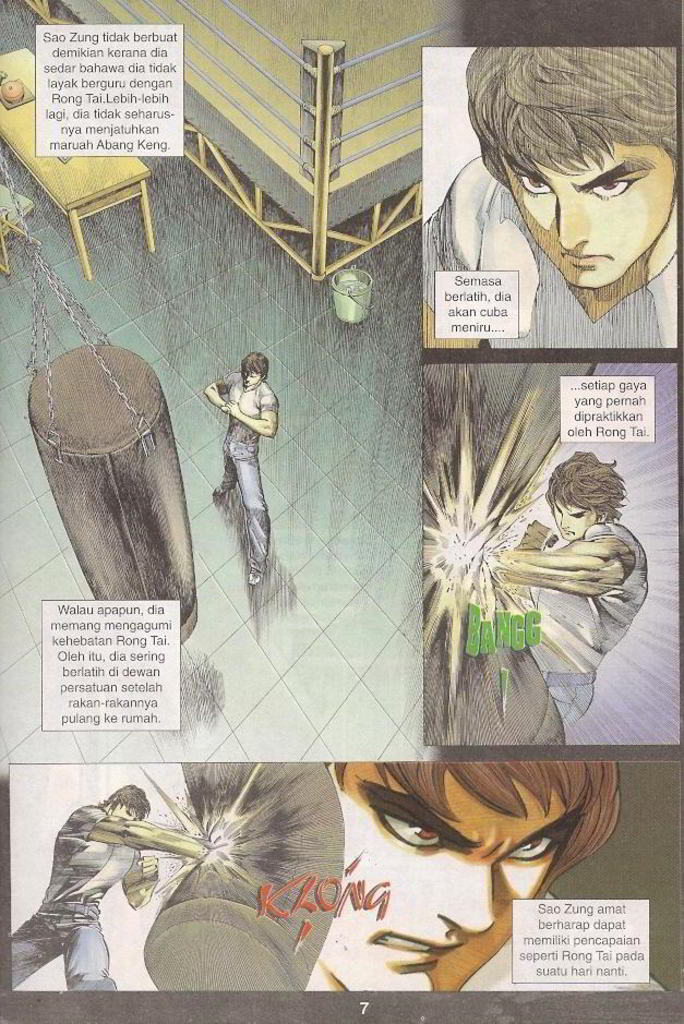 Sao Zung tidak berbuat
demikian kerana dia
sedar bahawa dia tidak
layak berguru dengan
Rong Tai.Lebih-lebih
lagi, dia tidak seharus-
nya menjatuhkan
maruah Abang Keng.
Semasa
berlatih, dia
akan cuba
meniru....
...setiap gaya
yang pernah
dipraktikkan
oleh Rong Tai.
BANGG
!
Walau apapun, dia
memang mengagumi
kehebatan Rong Tai.
Oleh itu, dia sering
berlatih di dewan
persatuan setelah
rakan-rakannya
pulang ke rumah.
KZONG
!
Sao Zung amat
berharap dapat
memiliki pencapaian
seperti Rong Tai pada
suatu hari nanti.
7